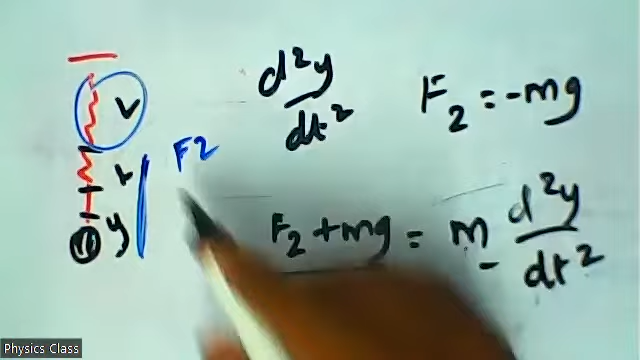 d²y/dt²
F₂ = -mg
F2
F₂ + mg = m d²y/dt²
y
Physics Class